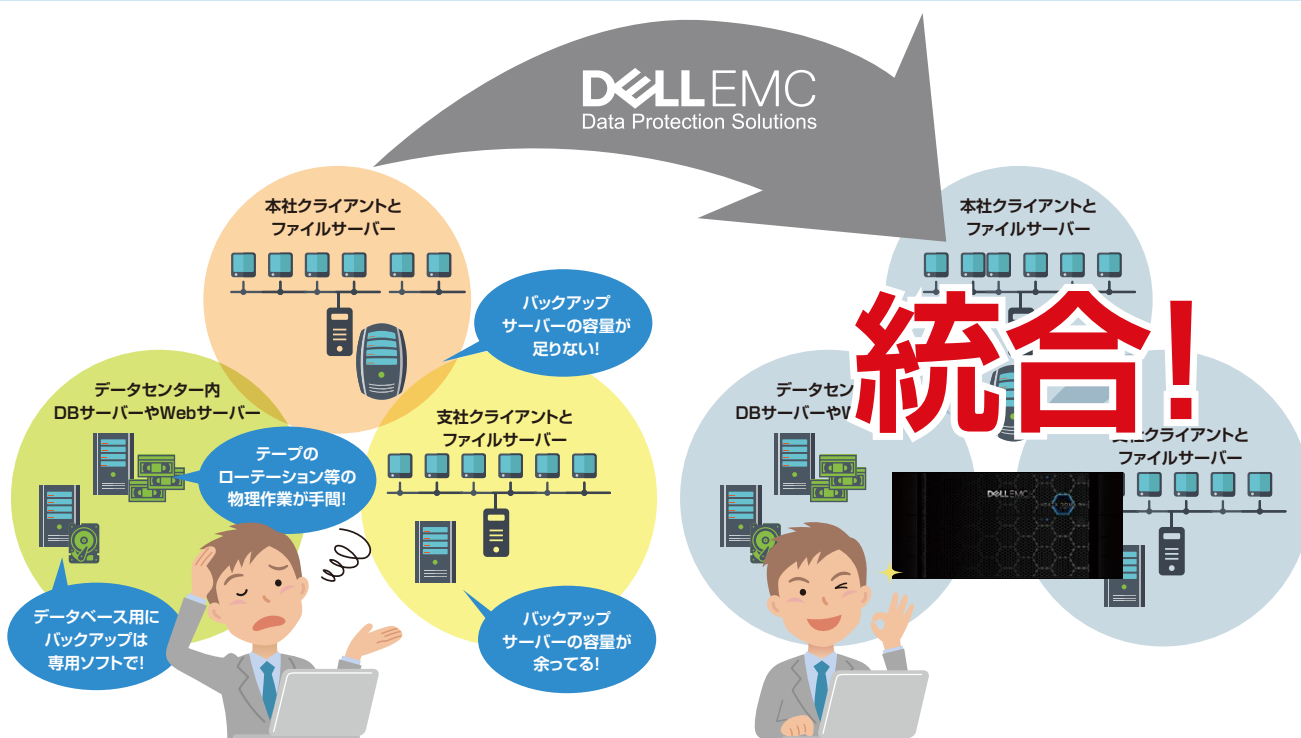 DELLEMC
Data Protection Solutions
本社クライアントと
ファイルサーバー
バックアップ
サーバーの容量が
足りない!
データセンター内
DBサーバーやWebサーバー
テープの
ローテーション等の
物理作業が手間!
支社クライアントと
ファイルサーバー
データベース用に
バックアップは
専用ソフトで!
バックアップ
サーバーの容量が
余ってる!
本社クライアントと
ファイルサーバー
統合!
データセン
DBサーバーやW
支社クライアントと
ファイルサーバー
DELLEMC